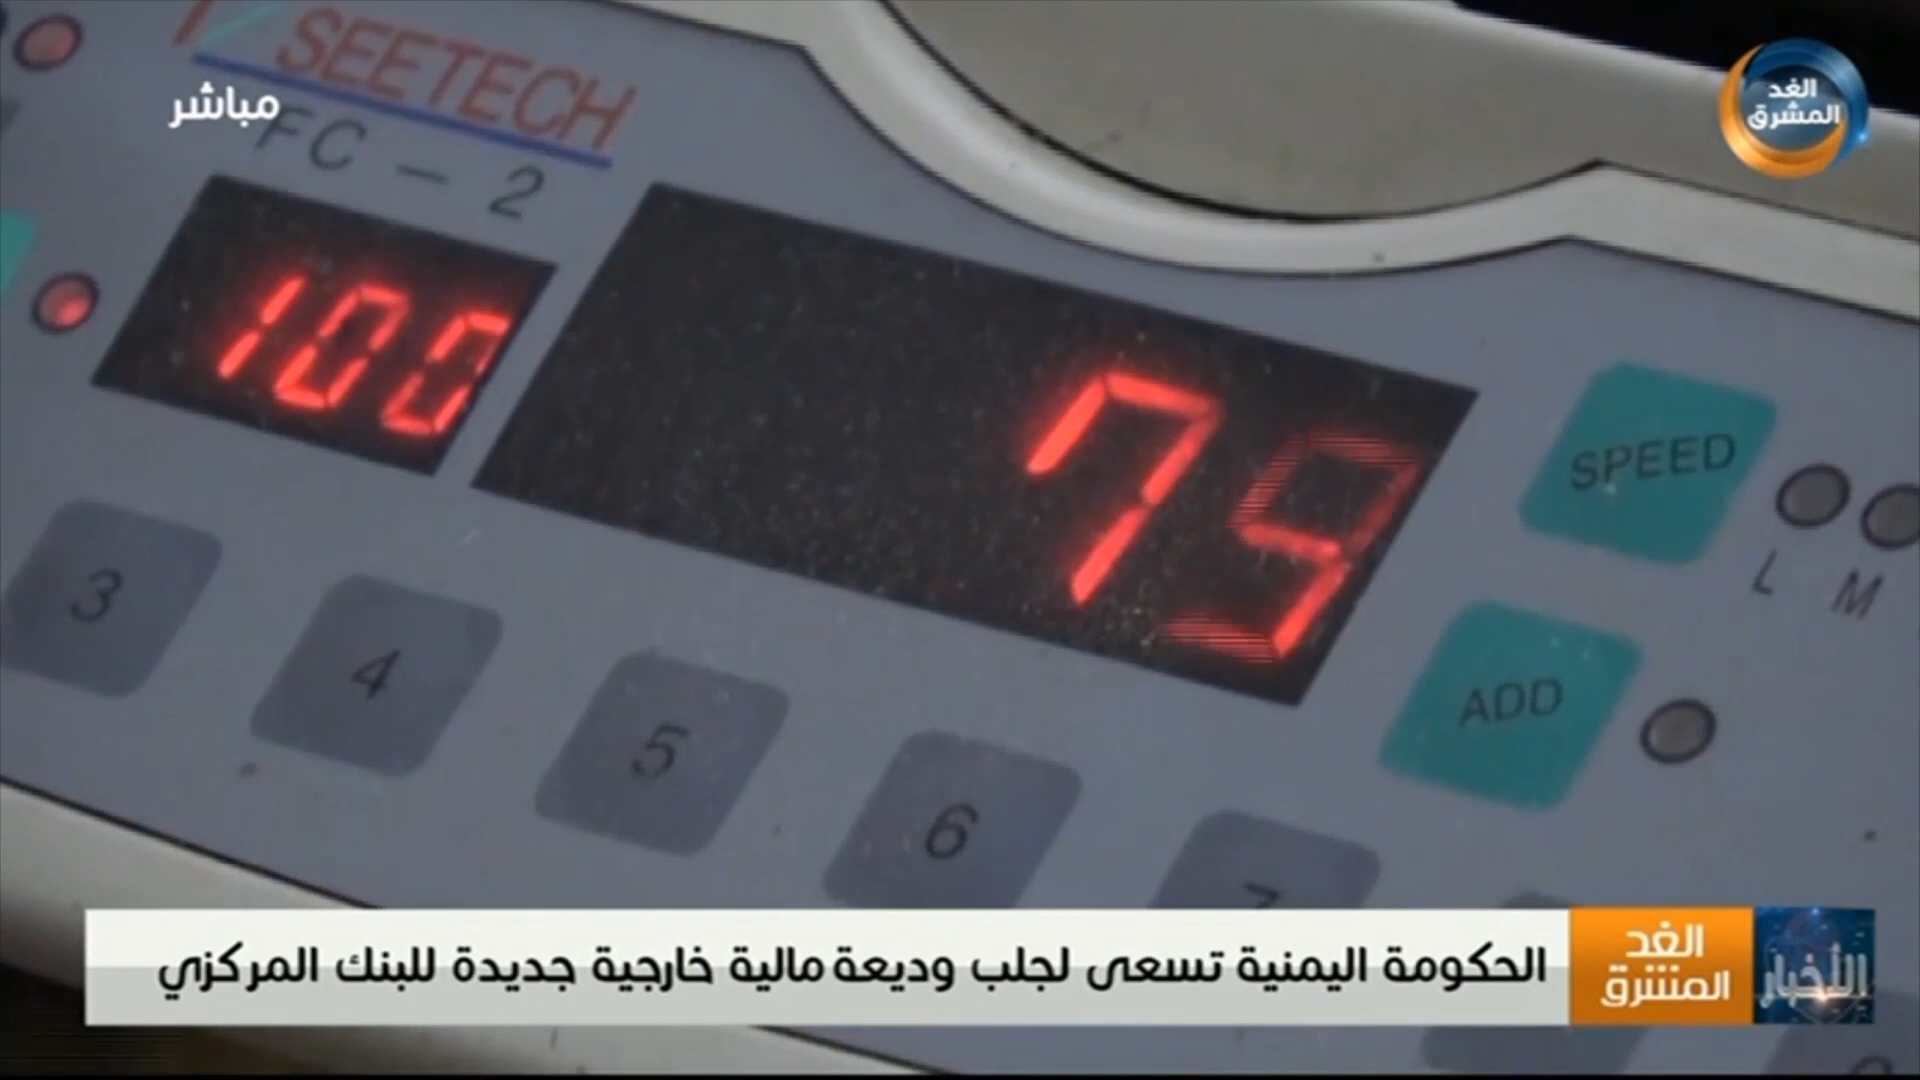 SEETECH
مباشر
FC - 2
الغد
المشرق
100
79
SPEED
L M
ADD
3 4 5 6 7
الحكومة اليمنية تسعى لجلب وديعة مالية خارجية جديدة للبنك المركزي
الغد
المشرق
الأخبار